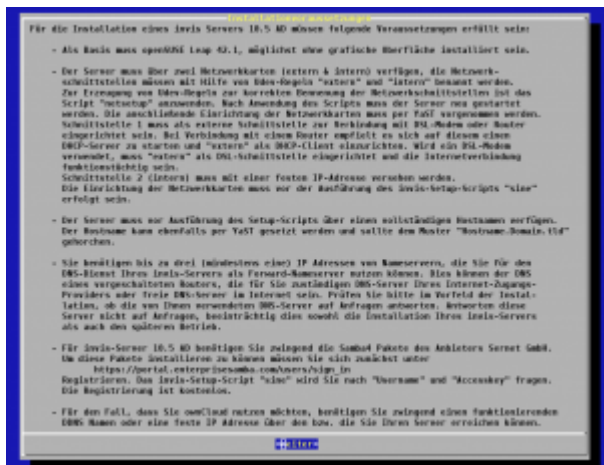 Installationsvoraussetzungen
Für die Installation eines invis Servers 10.5 AD müssen folgende Voraussetzungen erfüllt sein:
- Als Basis muss openSUSE Leap 42.1, möglichst ohne grafische Oberfläche installiert sein.
- Der Server muss über zwei Netzwerkkarten (extern & intern) verfügen, die Netzwerk-
schnittstellen müssen mit Hilfe von Udev-Regeln "extern" und "intern" benannt werden.
Zur Erzeugung von Udev-Regeln zur korrekten Benennung der Netzwerkschnittstellen ist das
Script "netsetup" anzuwenden. Nach Anwendung des Scripts muss der Server neu gestartet
werden. Die anschließende Einrichtung der Netzwerkkarten muss per YaST vorgenommen werden.
Schnittstelle 1 muss als externe Schnittstelle zur Verbindung mit DSL-Modem oder Router
eingerichtet sein. Bei Verbindung mit einem Router empfielt es sich auf diesem einen
DHCP-Server zu starten und "extern" als DHCP-Client einzurichten. Wird ein DSL-Modem
verwendet, muss "extern" als DSL-Schnittstelle eingerichtet und die Internetverbindung
funktionstüchtig sein.
Schnittstelle 2 (intern) muss mit einer festen IP-Adresse versehen werden.
Die Einrichtung der Netzwerkkarten muss vor der Ausführung des invis-Setup-Scripts "sine"
erfolgt sein.
- Der Server muss vor Ausführung des Setup-Scripts über einen vollständigen Hostnamen verfügen.
Der Hostname kann ebenfalls per YaST gesetzt werden und sollte dem Muster "Hostname.Domain.tld"
gehorchen.
- Sie benötigen bis zu drei (mindestens eine) IP Adressen von Nameservern, die Sie für den
DNS-Dienst Ihres invis-Servers als Forward-Nameserver nutzen können. Dies können der DNS
eines vorgeschalteten Routers, die für Sie zuständigen DNS-Server Ihres Internet-Zugangs-
Providers oder freie DNS-Server im Internet sein. Prüfen Sie bitte im Vorfeld der Instal-
lation, ob die von Ihnen verwendeten DNS-Server auf Anfragen antworten. Antworten diese
Server nicht auf Anfragen, beeinträchtig dies sowohl die Installation Ihres invis-Servers
als auch den späteren Betrieb.
- Für invis-Server 10.5 AD benötigen Sie zwingend die Samba4 Pakete des Anbieters Sernet GmbH.
Um diese Pakete installieren zu können müssen Sie sich zunächst unter
https://portal.enterprisesamba.com/users/sign_in
Registrieren. Das invis-Setup-Script "sine" wird Sie nach "Username" und "Accesskey" fragen.
Die Registrierung ist kostenlos.
- Für den Fall, dass Sie ownCloud nutzen möchten, benötigen Sie zwingend einen funktionierenden
DDNS Namen oder eine feste IP Adresse über den bzw. die Sie Ihren Server erreichen können.
<Weiter>